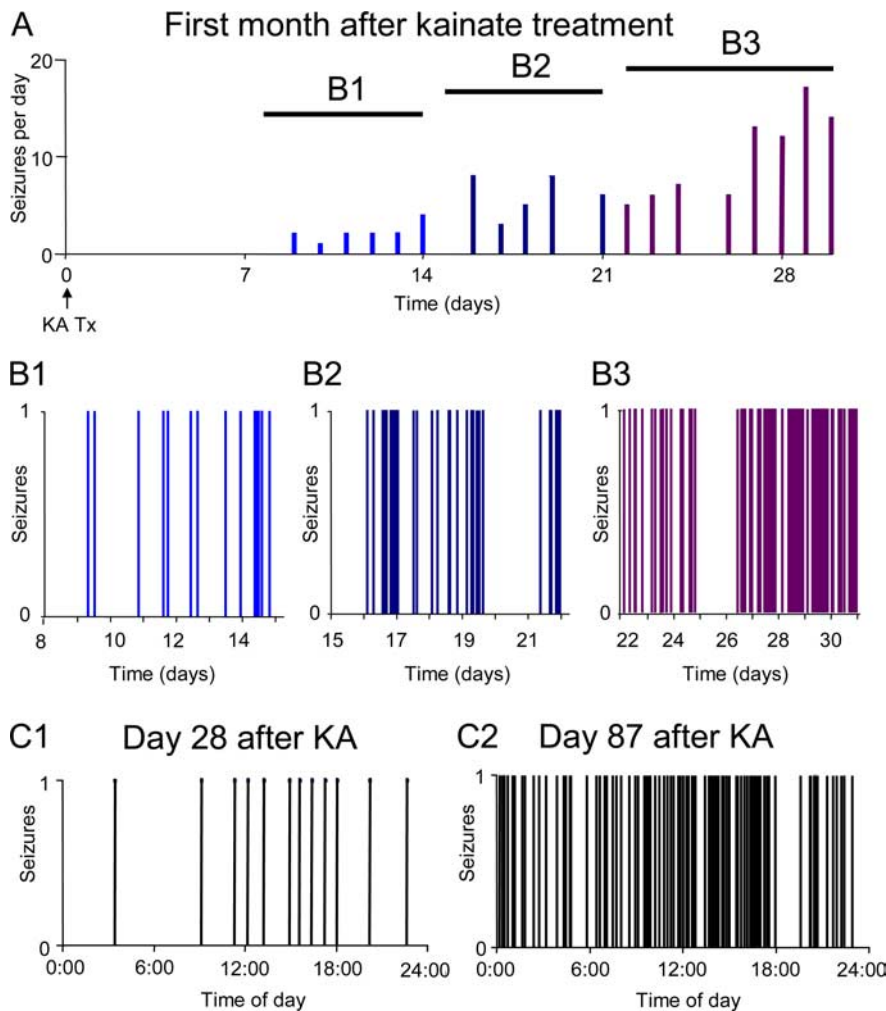 A First month after kainate treatment
B1 B2 B3
Seizures per day
20
10
0
0 7 14 21 28
Time (days)
KA Tx
B1
Seizures
1
0
8 10 12 14
Time (days)
B2
Seizures
1
0
15 17 19 21
Time (days)
B3
Seizures
1
0
22 24 26 28 30
Time (days)
C1 Day 28 after KA
Seizures
1
0
0:00 6:00 12:00 18:00 24:00
Time of day
C2 Day 87 after KA
Seizures
1
0
0:00 6:00 12:00 18:00 24:00
Time of day